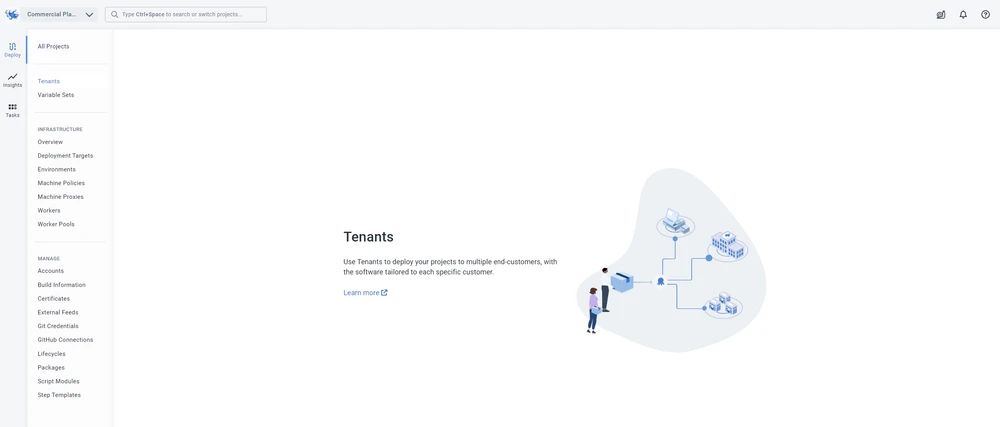 Commercial Pla...
Type Ctrl+Space to search or switch projects...
Deploy
Insights
Tasks
All Projects
Tenants
Variable Sets
INFRASTRUCTURE
Overview
Deployment Targets
Environments
Machine Policies
Machine Proxies
Workers
Worker Pools
MANAGE
Accounts
Build Information
Certificates
External Feeds
Git Credentials
GitHub Connections
Lifecycles
Packages
Script Modules
Step Templates
Tenants
Use Tenants to deploy your projects to multiple end-customers, with
the software tailored to each specific customer.
Learn more